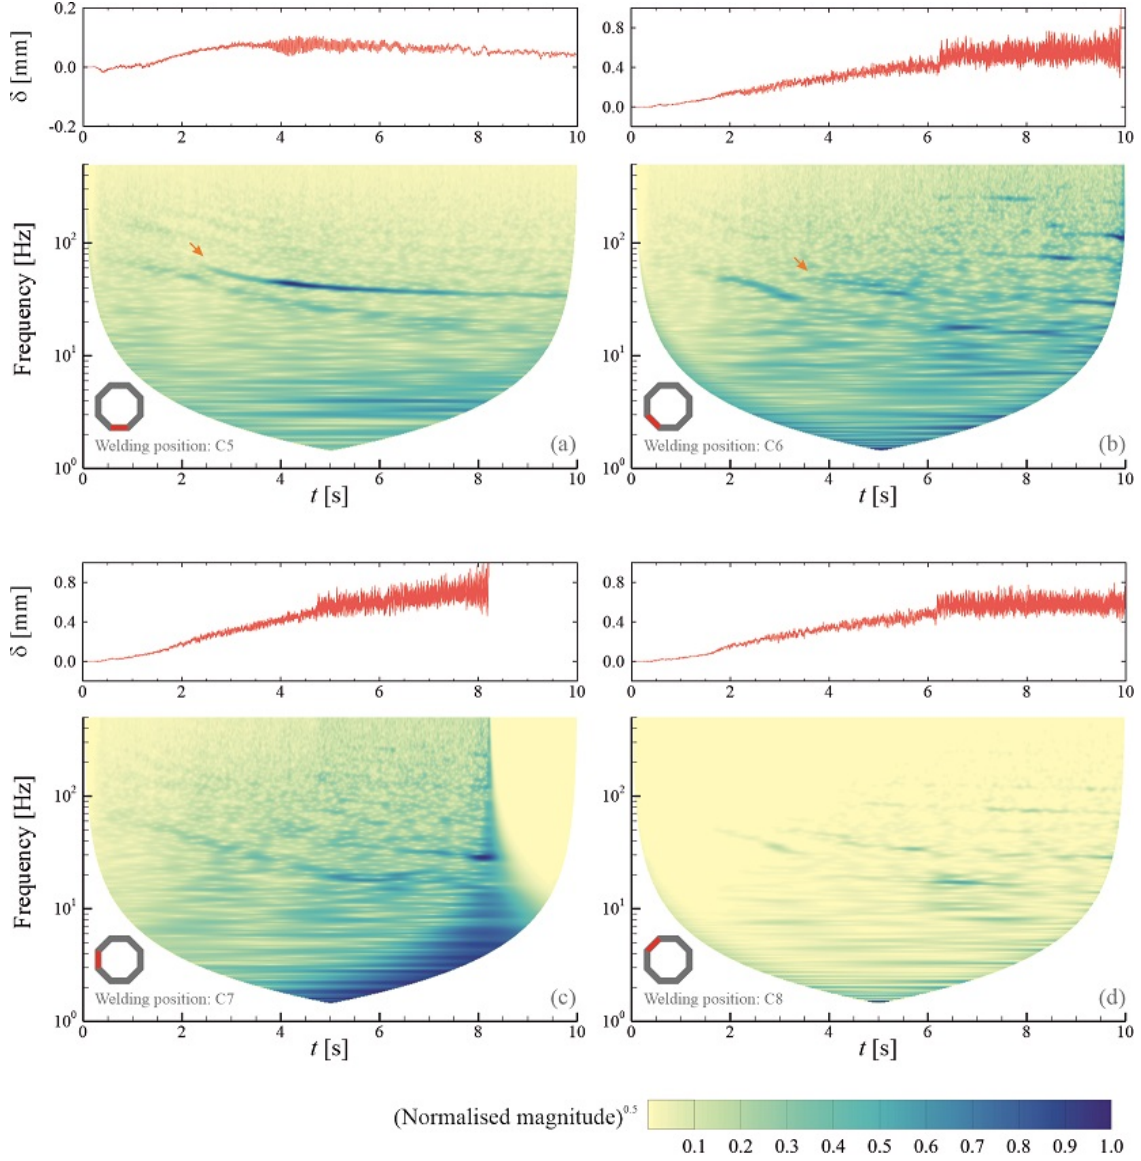 δ [mm]
0.2
0.0
-0.2
0 2 4 6 8 10
δ [mm]
0.8
0.4
0.0
0 2 4 6 8 10
Frequency [Hz]
10²
10¹
10⁰
Welding position: C5
(a)
0 2 4 6 8 10
t [s]
10²
10¹
10⁰
Welding position: C6
(b)
0 2 4 6 8 10
t [s]
δ [mm]
0.8
0.4
0.0
0 2 4 6 8 10
0.8
0.4
0.0
0 2 4 6 8 10
Frequency [Hz]
10²
10¹
10⁰
Welding position: C7
(c)
0 2 4 6 8 10
t [s]
10²
10¹
10⁰
Welding position: C8
(d)
0 2 4 6 8 10
t [s]
(Normalised magnitude)⁰·⁵
0.1 0.2 0.3 0.4 0.5 0.6 0.7 0.8 0.9 1.0